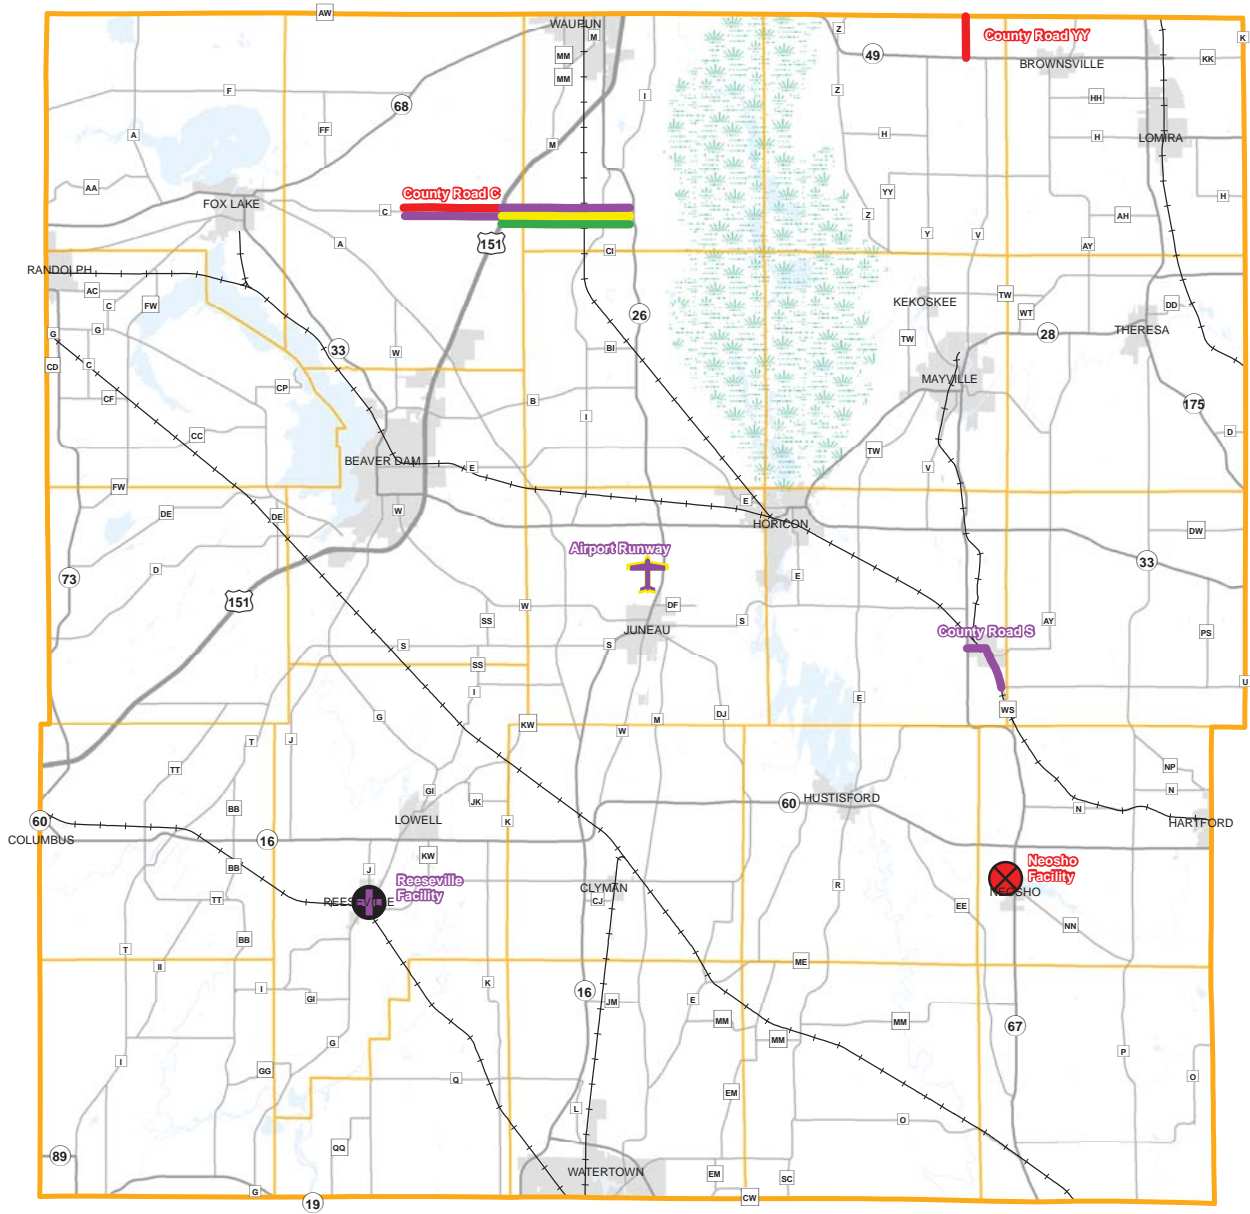 AW
WAUPUN
M
Z
49
County Road YY
K
BROWNSVILLE
KK
MM
MM
F
68
I
Z
HH
A
FF
M
H
H
LOMIRA
AA
YY
H
FOX LAKE
County Road C
C
Z
AH
A
151
CI
Y
V
AY
RANDOLPH
AC
C
FW
KEKOSKEE
TW
WT
DD
26
G
G
33
W
BI
TW
28
THERESA
CD
C
CP
MAYVILLE
CF
B
I
175
CC
D
BEAVER DAM
E
TW
V
FW
E
DE
DE
W
HORICON
DW
Airport Runway
33
D
73
E
151
W
DF
SS
JUNEAU
S
AY
PS
S
S
County Road S
SS
I
E
U
G
KW
W
M
DJ
WS
T
J
TT
NP
GI
N
BB
JK
60
HUSTISFORD
N
60
LOWELL
K
HARTFORD
COLUMBUS
16
BB
J
KW
Reeseville
Facility
Neosho
Facility
CLYMAN
R
NEOSHO
TT
REESEVILLE
CJ
EE
NN
BB
T
II
ME
I
GI
K
16
JM
E
MM
MM
67
G
MM
I
P
GG
Q
O
EM
L
O
QQ
89
WATERTOWN
EM
SC
G
19
CW